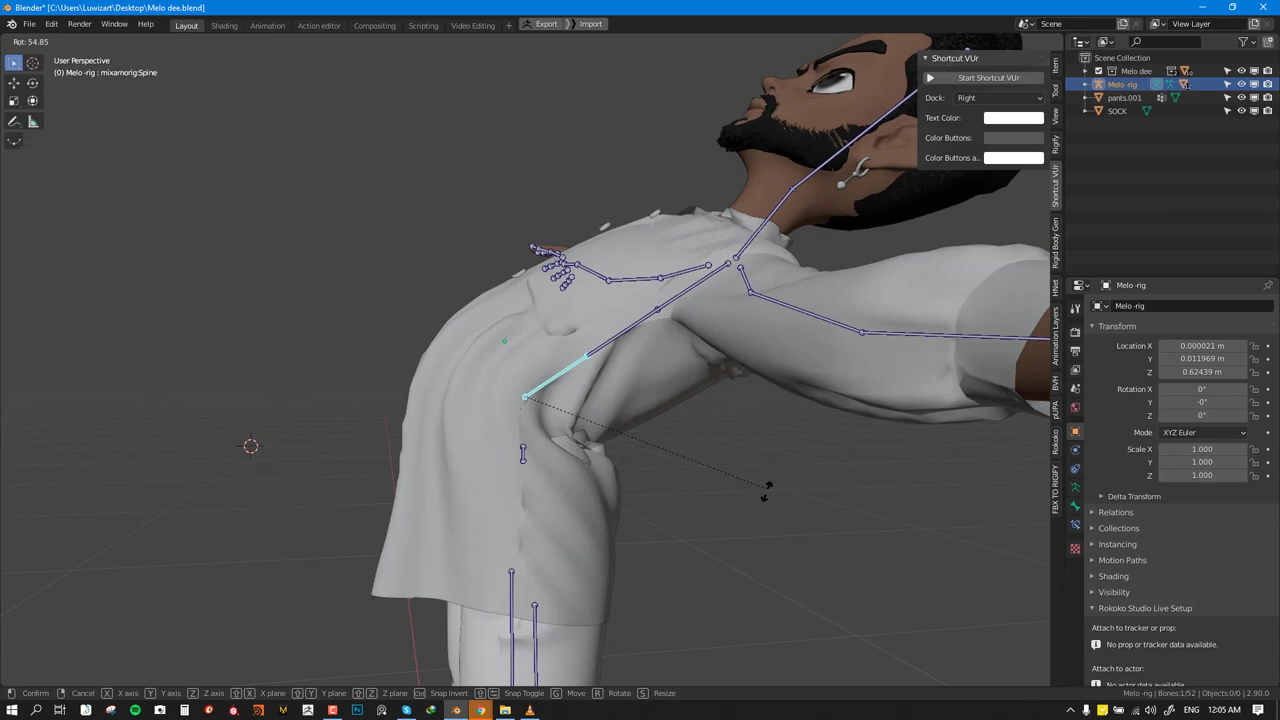 Blender* [C:\Users\Luwizart\Desktop\Melo dee.blend]
File Edit Render Window Help Layout Shading Animation Action editor Compositing Scripting Video Editing Export Import Scene View Layer
Rot: 54.85
User Perspective
(0) Melo -rig : mixamorig:Spine
Shortcut VUr
Start Shortcut VUr
Dock: Right
Text Color:
Color Buttons:
Color Buttons a...
Item
Tool
View
Rigify
Shortcut VUr
Rigid Body Gen
HNet
Animation Layers
BVH
pUPA
Rokoko
FBX TO RIGIFY
Scene Collection
Melo dee
Melo -rig
pants.001
SOCK
Melo -rig
Melo -rig
Transform
Location X 0.000021 m
Y 0.011969 m
Z 0.62439 m
Rotation X 0°
Y -0°
Z 0°
Mode XYZ Euler
Scale X 1.000
Y 1.000
Z 1.000
Delta Transform
Relations
Collections
Instancing
Motion Paths
Shading
Visibility
Rokoko Studio Live Setup
Attach to tracker or prop:
No prop or tracker data available.
Attach to actor:
Confirm Cancel X X axis Y Y axis Z Z axis X X plane Y Y plane Z Z plane Ctrl Snap Invert Snap Toggle G Move R Rotate S Resize
Melo -rig | Bones:1/52 | Objects:0/0 | 2.90.0
12:05 AM